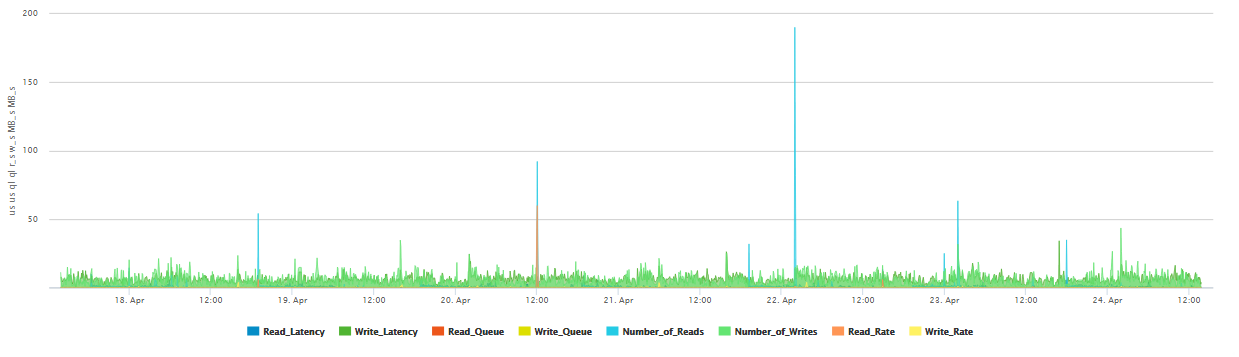 200
150
100
50
us us ql ql r_s w_s MB_s MB_s
18. Apr 12:00 19. Apr 12:00 20. Apr 12:00 21. Apr 12:00 22. Apr 12:00 23. Apr 12:00 24. Apr 12:00
Read_Latency Write_Latency Read_Queue Write_Queue Number_of_Reads Number_of_Writes Read_Rate Write_Rate